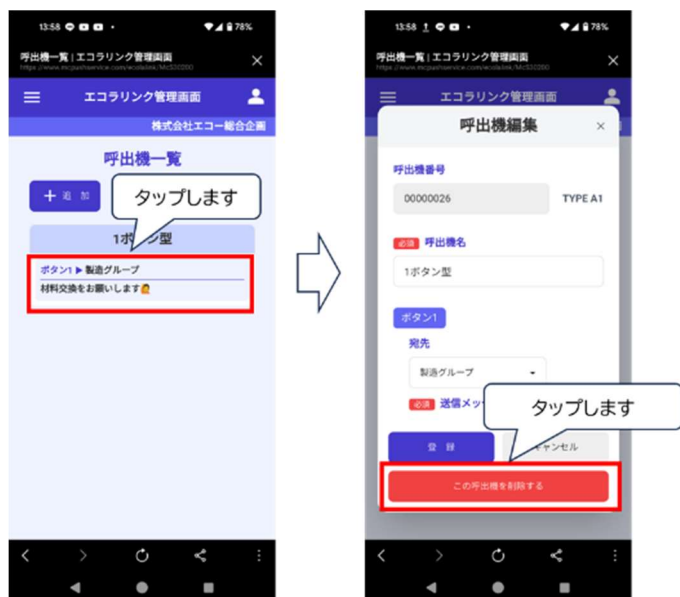 13:58
78%
呼出機一覧 | エコラリンク管理画面
エコラリンク管理画面
株式会社エコー総合企画
呼出機一覧
+ 追 加
タップします
1ボタン型
ボタン1 ▶ 製造グループ
材料交換をお願いします🙋
13:58
78%
呼出機一覧 | エコラリンク管理画面
エコラリンク管理画面
呼出機編集
×
呼出機番号
00000026
TYPE A1
必須 呼出機名
1ボタン型
ボタン1
宛先
製造グループ
必須 送信メッ
タップします
登 録
キャンセル
この呼出機を削除する